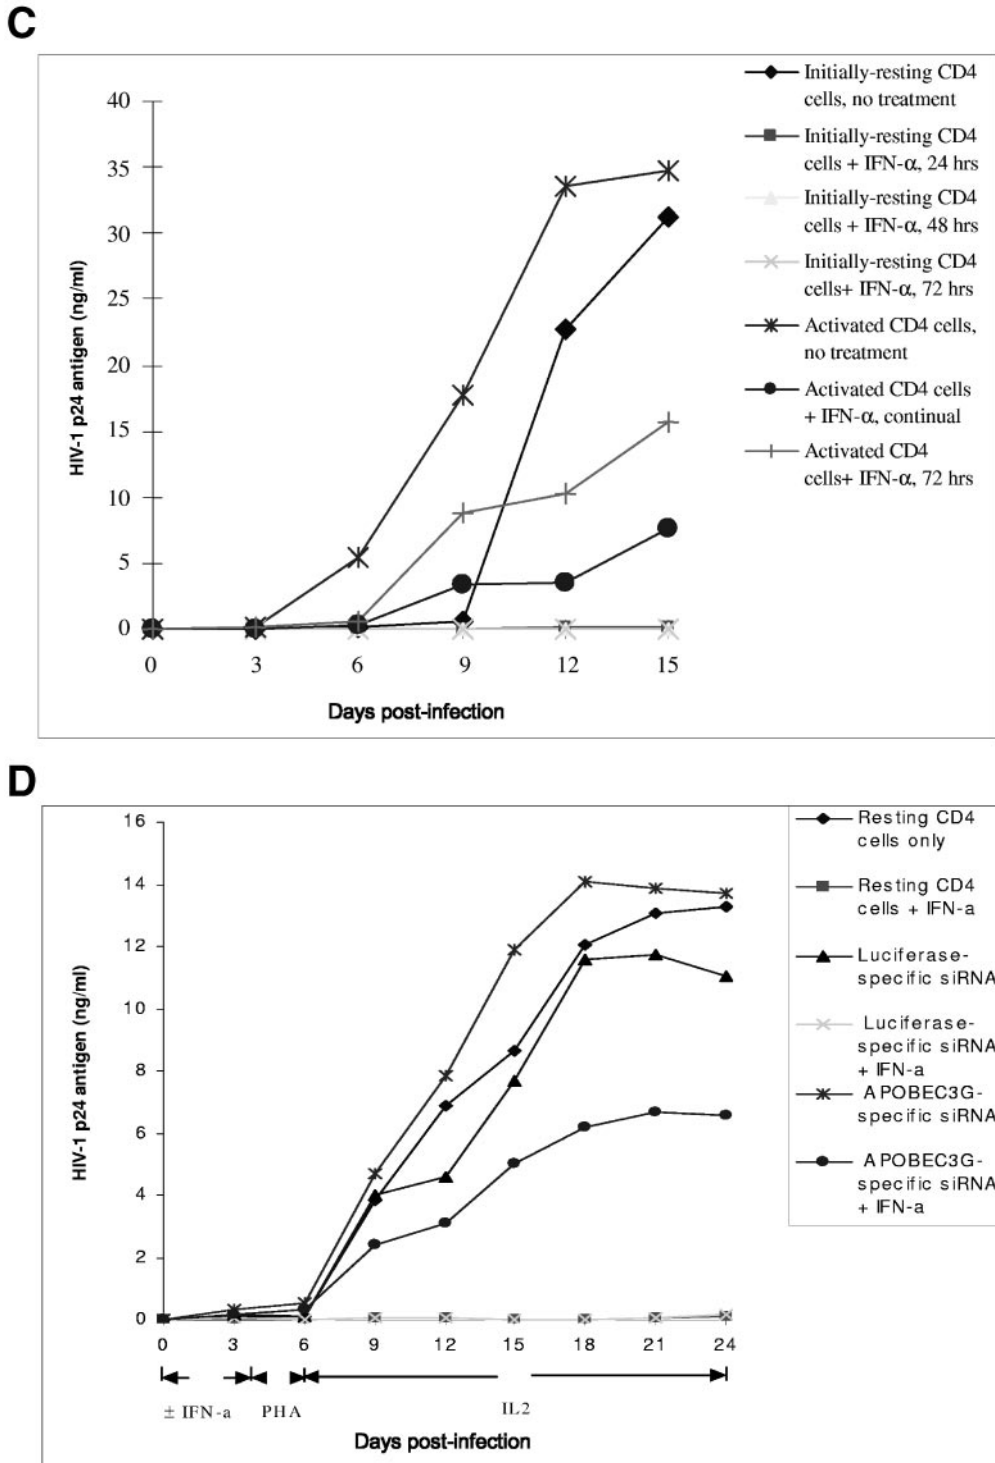 C
40
35
30
25
20
15
10
5
0
0 3 6 9 12 15
HIV-1 p24 antigen (ng/ml)
Days post-infection
Initially-resting CD4
cells, no treatment
Initially-resting CD4
cells + IFN-α, 24 hrs
Initially-resting CD4
cells + IFN-α, 48 hrs
Initially-resting CD4
cells+ IFN-α, 72 hrs
Activated CD4 cells,
no treatment
Activated CD4 cells
+ IFN-α, continual
Activated CD4
cells+ IFN-α, 72 hrs
D
16
14
12
10
8
6
4
2
0
0 3 6 9 12 15 18 21 24
HIV-1 p24 antigen (ng/ml)
± IFN-a PHA IL2
Days post-infection
Resting CD4
cells only
Resting CD4
cells + IFN-a
Luciferase-
specific siRNA
Luciferase-
specific siRNA
+ IFN-a
APOBEC3G-
specific siRNA
APOBEC3G-
specific siRNA
+ IFN-a